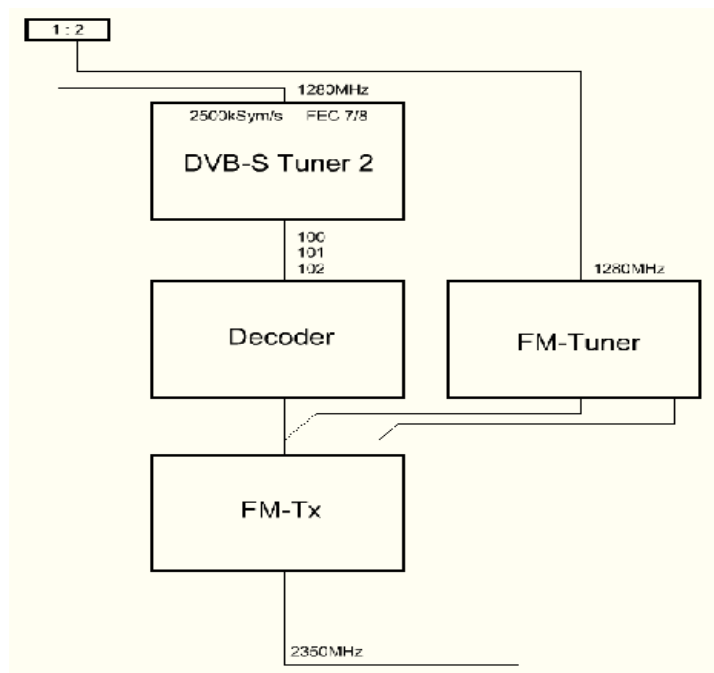 1 : 2
1280MHz
2500kSym/s FEC 7/8
DVB-S Tuner 2
100
101
102
1280MHz
Decoder
FM-Tuner
FM-Tx
2350MHz